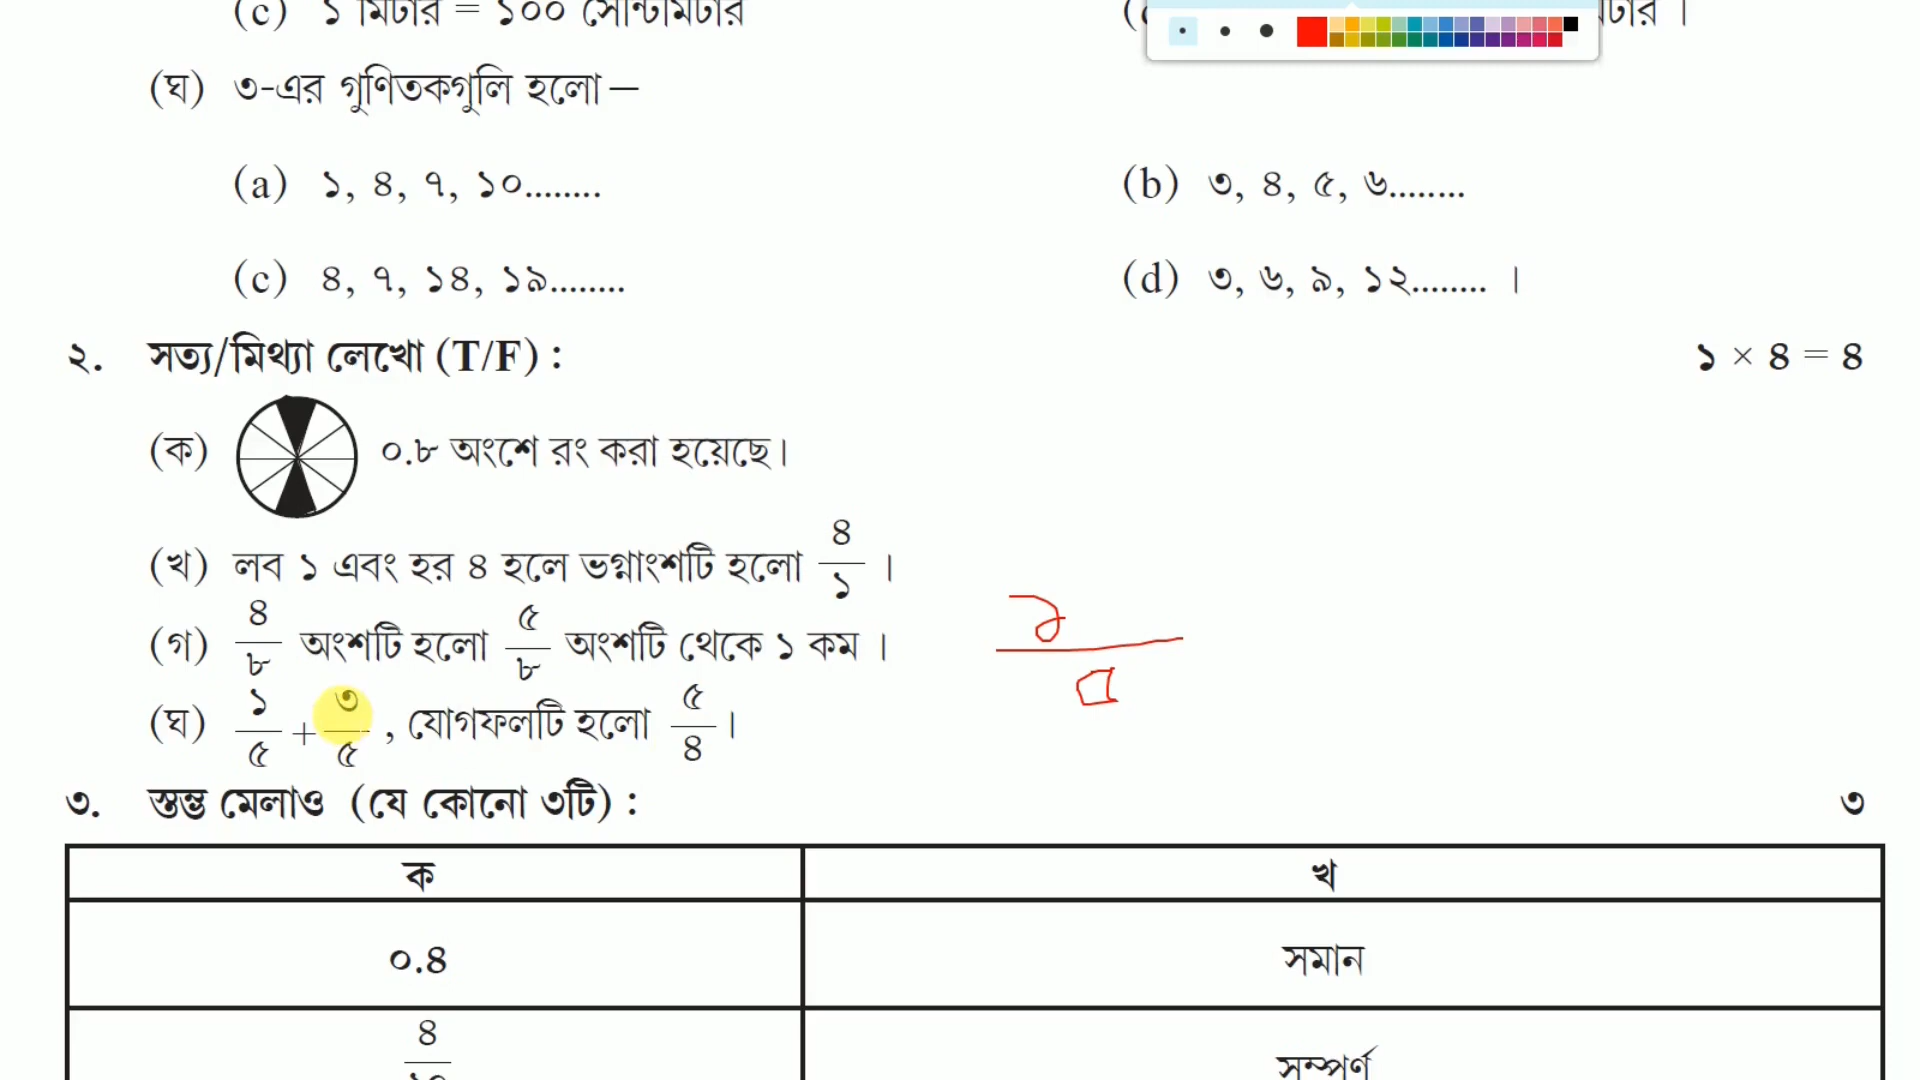 (c) ১ মিটার = ১০০ সেন্টিমিটার
(ঘ) ৩-এর গুণিতকগুলি হলো—
(a) ১, ৪, ৭, ১০........ (b) ৩, ৪, ৫, ৬........
(c) ৪, ৭, ১৪, ১৯........ (d) ৩, ৬, ৯, ১২........ ।
২. সত্য/মিথ্যা লেখো (T/F) : ১ × ৪ = ৪
(ক) ০.৮ অংশে রং করা হয়েছে।
(খ) লব ১ এবং হর ৪ হলে ভগ্নাংশটি হলো ৪/১ ।
(গ) ৪/৮ অংশটি হলো ৫/৮ অংশটি থেকে ১ কম ।
(ঘ) ১/৫ + ৩/৫ , যোগফলটি হলো ৫/৪ ।
৩. স্তম্ভ মেলাও (যে কোনো ৩টি) : ৩
ক খ
০.৪ সমান
৪ সম্পূর্ণ